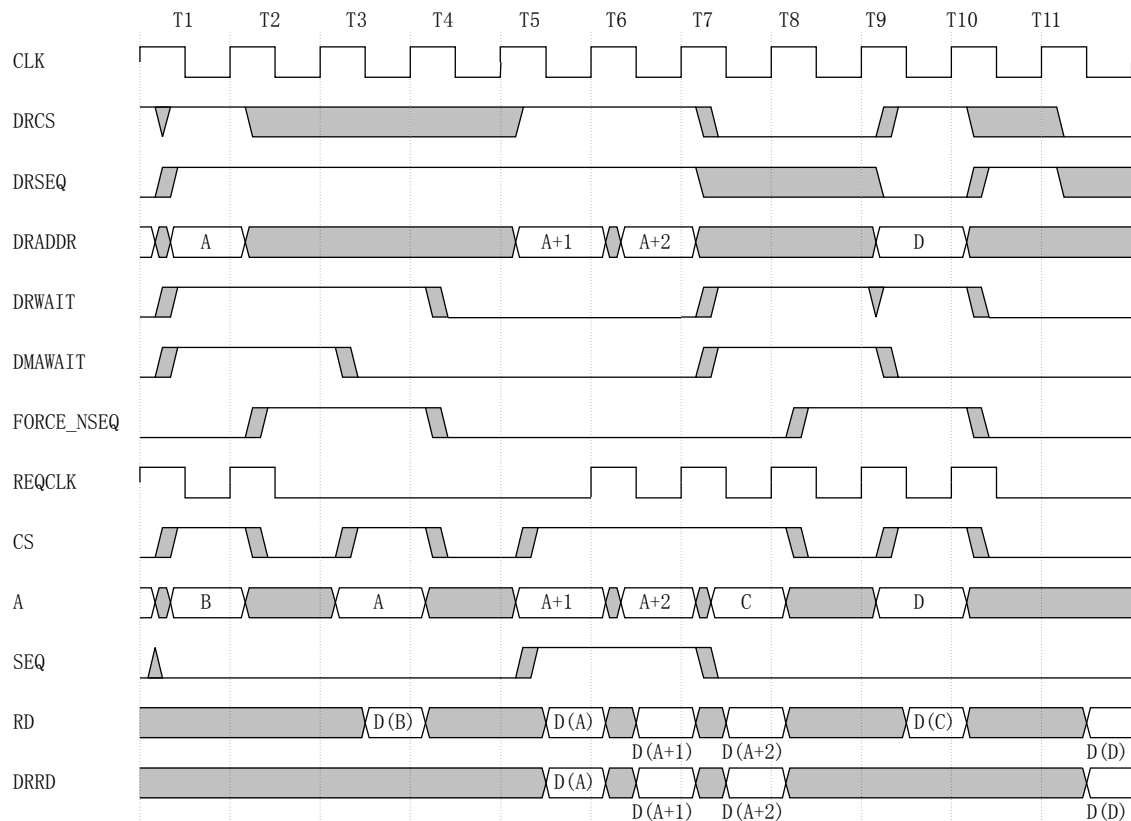 T1 T2 T3 T4 T5 T6 T7 T8 T9 T10 T11
CLK
DRCS
DRSEQ
DRADDR A A+1 A+2 D
DRWAIT
DMAWAIT
FORCE_NSEQ
REQCLK
CS
A B A A+1 A+2 C D
SEQ
RD D(B) D(A) D(C)
D(A+1) D(A+2) D(D)
DRRD D(A)
D(A+1) D(A+2) D(D)